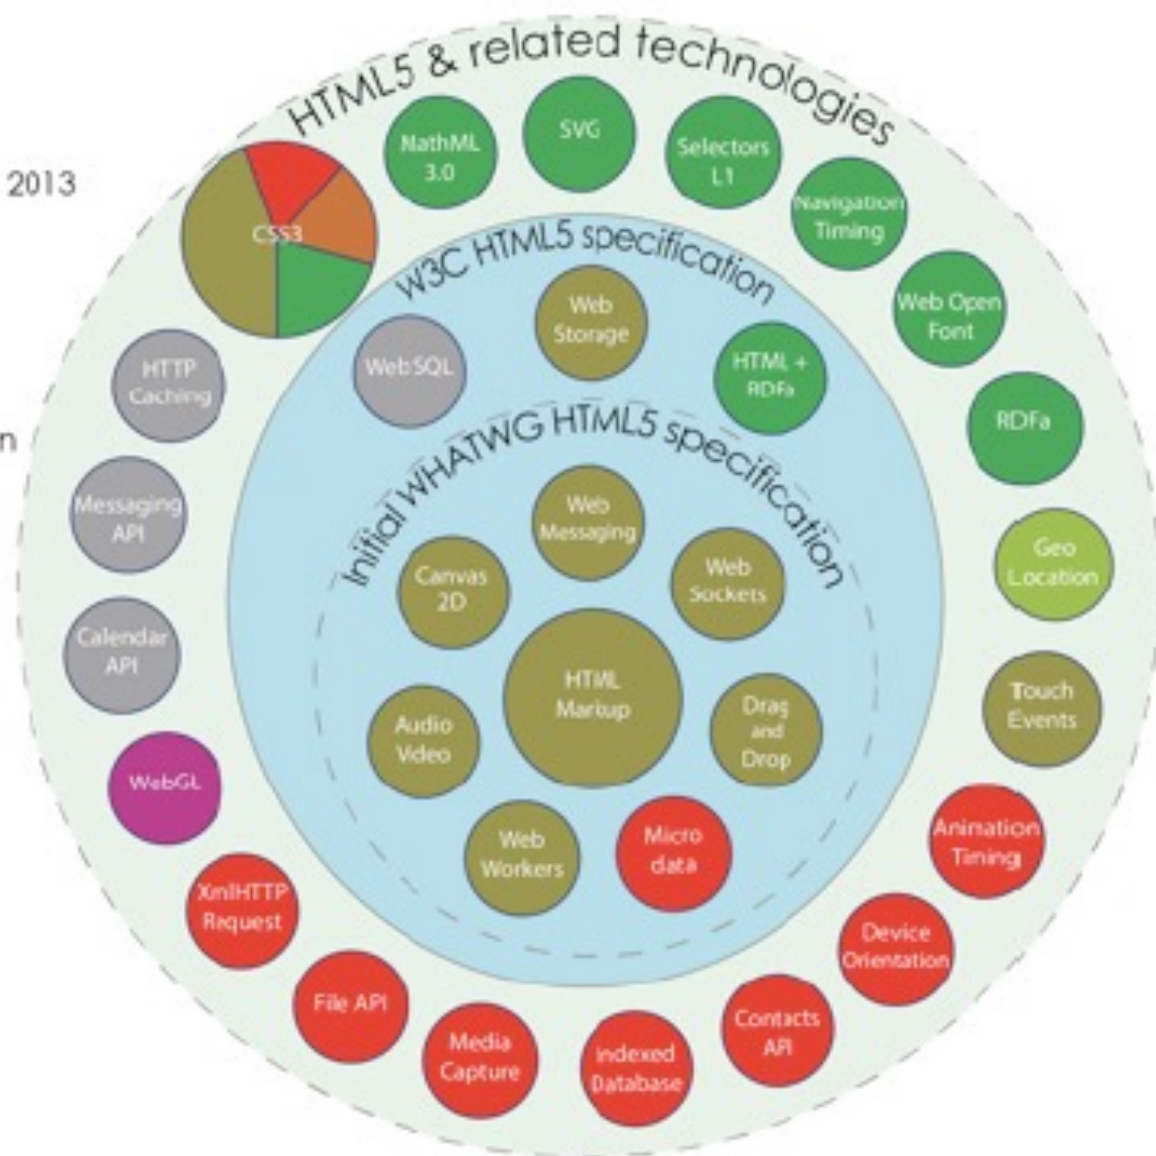 HTML5 & related technologies
2013
NathML
3.0
SVG
Selectors
L1
Navigation
Timing
CSS3
W3C HTML5 specification
Web
Storage
Web Open
Font
WebSQL
HTML +
RDFa
HTTP
Caching
RDFa
n
Initial WHATWG HTML5 specification
Messaging
API
Web
Messaging
Canvas
2D
Web
Sockets
Geo
Location
Calendar
API
HTML
Markup
Touch
Events
Audio
Video
Drag
and
Drop
WebGL
Web
Workers
Micro
data
Animation
Timing
XmlHTTP
Request
Device
Orientation
File API
Media
Capture
Indexed
Database
Contacts
API